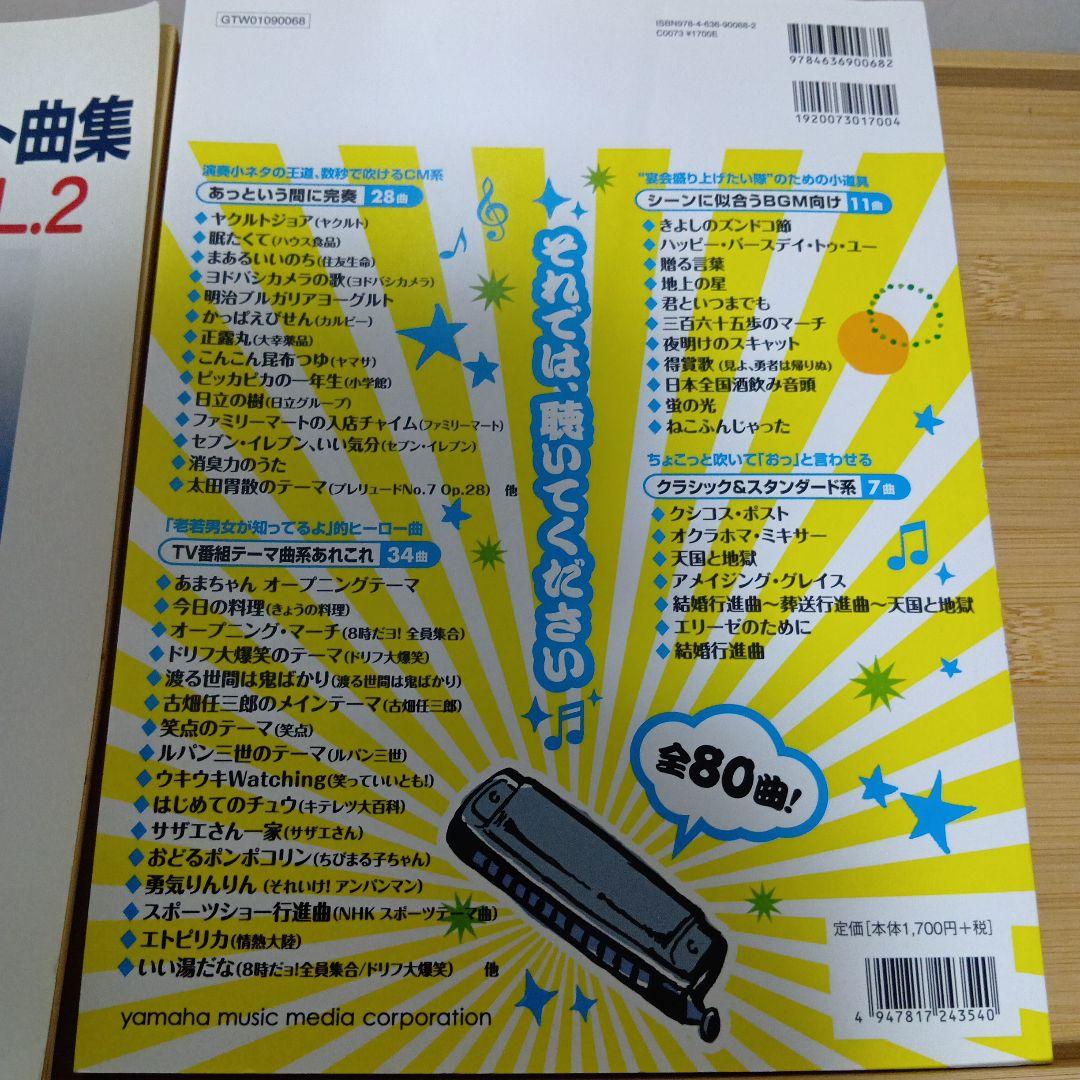 ト曲集
L.2
GTW01090068
ISBN978-4-636-90068-2
C0073 ¥1700E
9784636900682
1920073017004
演奏小ネタの王道、数秒で吹けるCM系
あっという間に完奏 28曲
ヤクルトジョア(ヤクルト)
眠たくて(ハウス食品)
まあるいいのち(住友生命)
ヨドバシカメラの歌(ヨドバシカメラ)
明治ブルガリアヨーグルト
かっぱえびせん(カルビー)
正露丸(大幸薬品)
こんこん昆布つゆ(ヤマサ)
ピッカピカの一年生(小学館)
日立の樹(日立グループ)
ファミリーマートの入店チャイム(ファミリーマート)
セブン-イレブン、いい気分(セブン-イレブン)
消臭力のうた
太田胃散のテーマ(プレリュードNo.7 Op.28) 他
「老若男女が知ってるよ」的ヒーロー曲
TV番組テーマ曲系あれこれ 34曲
あまちゃん オープニングテーマ
今日の料理(きょうの料理)
オープニング・マーチ(8時だヨ! 全員集合)
ドリフ大爆笑のテーマ(ドリフ大爆笑)
渡る世間は鬼ばかり(渡る世間は鬼ばかり)
古畑任三郎のメインテーマ(古畑任三郎)
笑点のテーマ(笑点)
ルパン三世のテーマ(ルパン三世)
ウキウキWatching(笑っていいとも!)
はじめてのチュウ(キテレツ大百科)
サザエさん一家(サザエさん)
おどるポンポコリン(ちびまる子ちゃん)
勇気りんりん(それいけ! アンパンマン)
スポーツショー行進曲(NHK スポーツテーマ曲)
エトピリカ(情熱大陸)
いい湯だな(8時だョ!全員集合/ドリフ大爆笑) 他
yamaha music media corporation
それでは、聴いてください
"宴会盛り上げたい隊"のための小道具
シーンに似合うBGM向け 11曲
きよしのズンドコ節
ハッピー・バースデイ・トゥ・ユー
贈る言葉
地上の星
君といつまでも
三百六十五歩のマーチ
夜明けのスキャット
得賞歌(見よ、勇者は帰りぬ)
日本全国酒飲み音頭
蛍の光
ねこふんじゃった
ちょこっと吹いて「おっ」と言わせる
クラシック&スタンダード系 7曲
クシコス・ポスト
オクラホマ・ミキサー
天国と地獄
アメイジング・グレイス
結婚行進曲〜葬送行進曲〜天国と地獄
エリーゼのために
結婚行進曲
全80曲!
定価[本体1,700円+税]
4 947817 243540